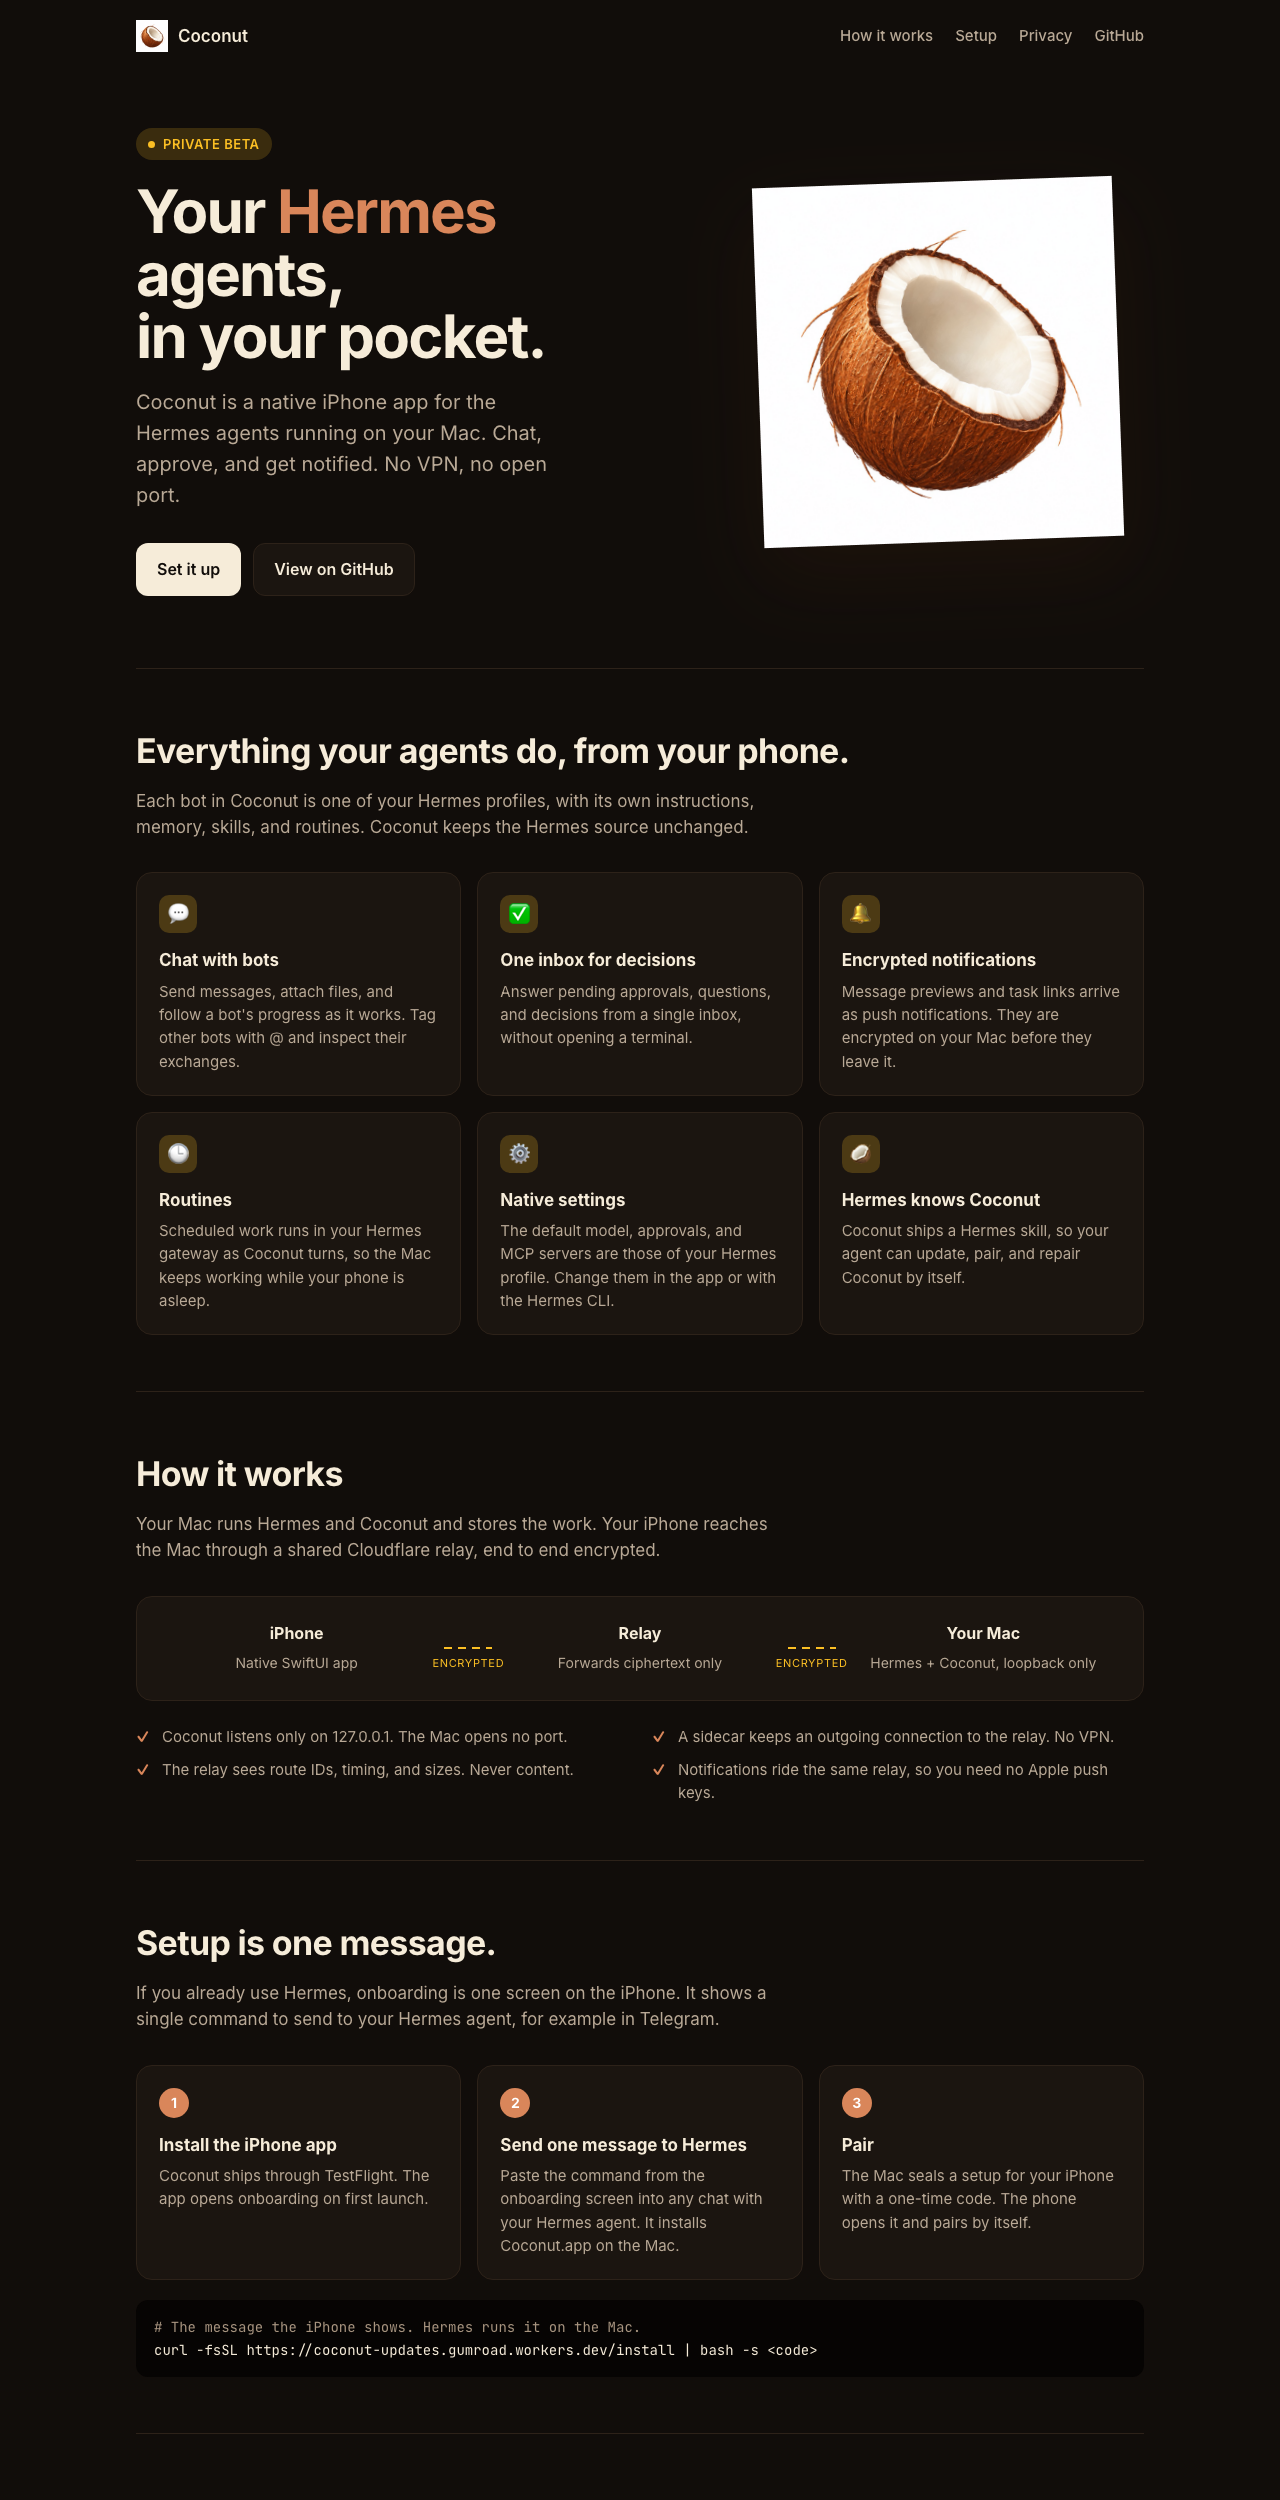 Coconut
How it works
Setup
Privacy
GitHub
PRIVATE BETA
Your Hermes
agents,
in your pocket.
Coconut is a native iPhone app for the
Hermes agents running on your Mac. Chat,
approve, and get notified. No VPN, no open
port.
Set it up
View on GitHub
Everything your agents do, from your phone.
Each bot in Coconut is one of your Hermes profiles, with its own instructions,
memory, skills, and routines. Coconut keeps the Hermes source unchanged.
Chat with bots
Send messages, attach files, and
follow a bot's progress as it works. Tag
other bots with @ and inspect their
exchanges.
One inbox for decisions
Answer pending approvals, questions,
and decisions from a single inbox,
without opening a terminal.
Encrypted notifications
Message previews and task links arrive
as push notifications. They are
encrypted on your Mac before they
leave it.
Routines
Scheduled work runs in your Hermes
gateway as Coconut turns, so the Mac
keeps working while your phone is
asleep.
Native settings
The default model, approvals, and
MCP servers are those of your Hermes
profile. Change them in the app or with
the Hermes CLI.
Hermes knows Coconut
Coconut ships a Hermes skill, so your
agent can update, pair, and repair
Coconut by itself.
How it works
Your Mac runs Hermes and Coconut and stores the work. Your iPhone reaches
the Mac through a shared Cloudflare relay, end to end encrypted.
iPhone
Native SwiftUI app
ENCRYPTED
Relay
Forwards ciphertext only
ENCRYPTED
Your Mac
Hermes + Coconut, loopback only
Coconut listens only on 127.0.0.1. The Mac opens no port.
A sidecar keeps an outgoing connection to the relay. No VPN.
The relay sees route IDs, timing, and sizes. Never content.
Notifications ride the same relay, so you need no Apple push
keys.
Setup is one message.
If you already use Hermes, onboarding is one screen on the iPhone. It shows a
single command to send to your Hermes agent, for example in Telegram.
1
Install the iPhone app
Coconut ships through TestFlight. The
app opens onboarding on first launch.
2
Send one message to Hermes
Paste the command from the
onboarding screen into any chat with
your Hermes agent. It installs
Coconut.app on the Mac.
3
Pair
The Mac seals a setup for your iPhone
with a one-time code. The phone
opens it and pairs by itself.
# The message the iPhone shows. Hermes runs it on the Mac.
curl -fsSL https://coconut-updates.gumroad.workers.dev/install | bash -s <code>